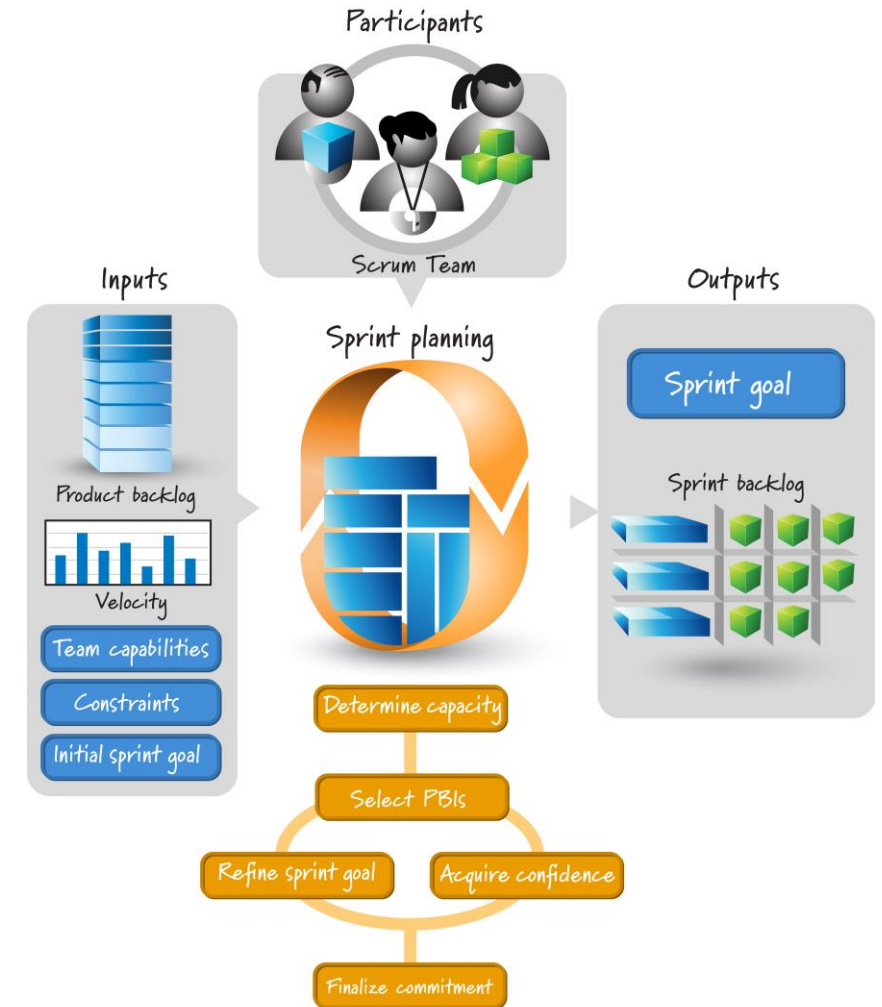 Participants
Scrum Team
Inputs
Product backlog
Velocity
Team capabilities
Constraints
Initial sprint goal
Sprint planning
Determine capacity
Select PBIs
Refine sprint goal
Acquire confidence
Finalize commitment
Outputs
Sprint goal
Sprint backlog